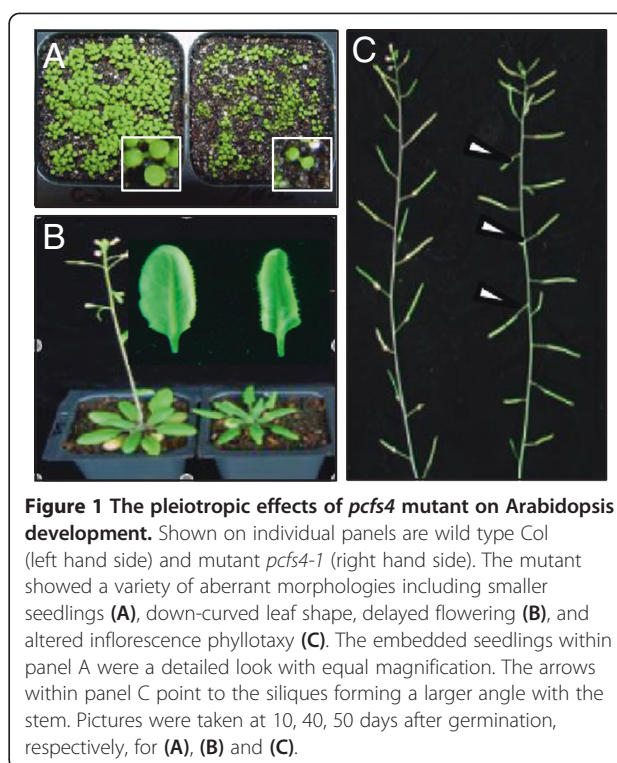 A
C
B
Figure 1 The pleiotropic effects of pcfs4 mutant on Arabidopsis
development. Shown on individual panels are wild type Col
(left hand side) and mutant pcfs4-1 (right hand side). The mutant
showed a variety of aberrant morphologies including smaller
seedlings (A), down-curved leaf shape, delayed flowering (B), and
altered inflorescence phyllotaxy (C). The embedded seedlings within
panel A were a detailed look with equal magnification. The arrows
within panel C point to the siliques forming a larger angle with the
stem. Pictures were taken at 10, 40, 50 days after germination,
respectively, for (A), (B) and (C).